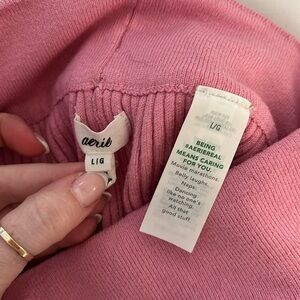 aerie
L|G
L/G
BEING
#AERIEREAL
MEANS CARING
FOR YOU.
Movie marathons.
Belly laughs.
Naps.
Dancing
like no one's
watching.
All that
good stuff.